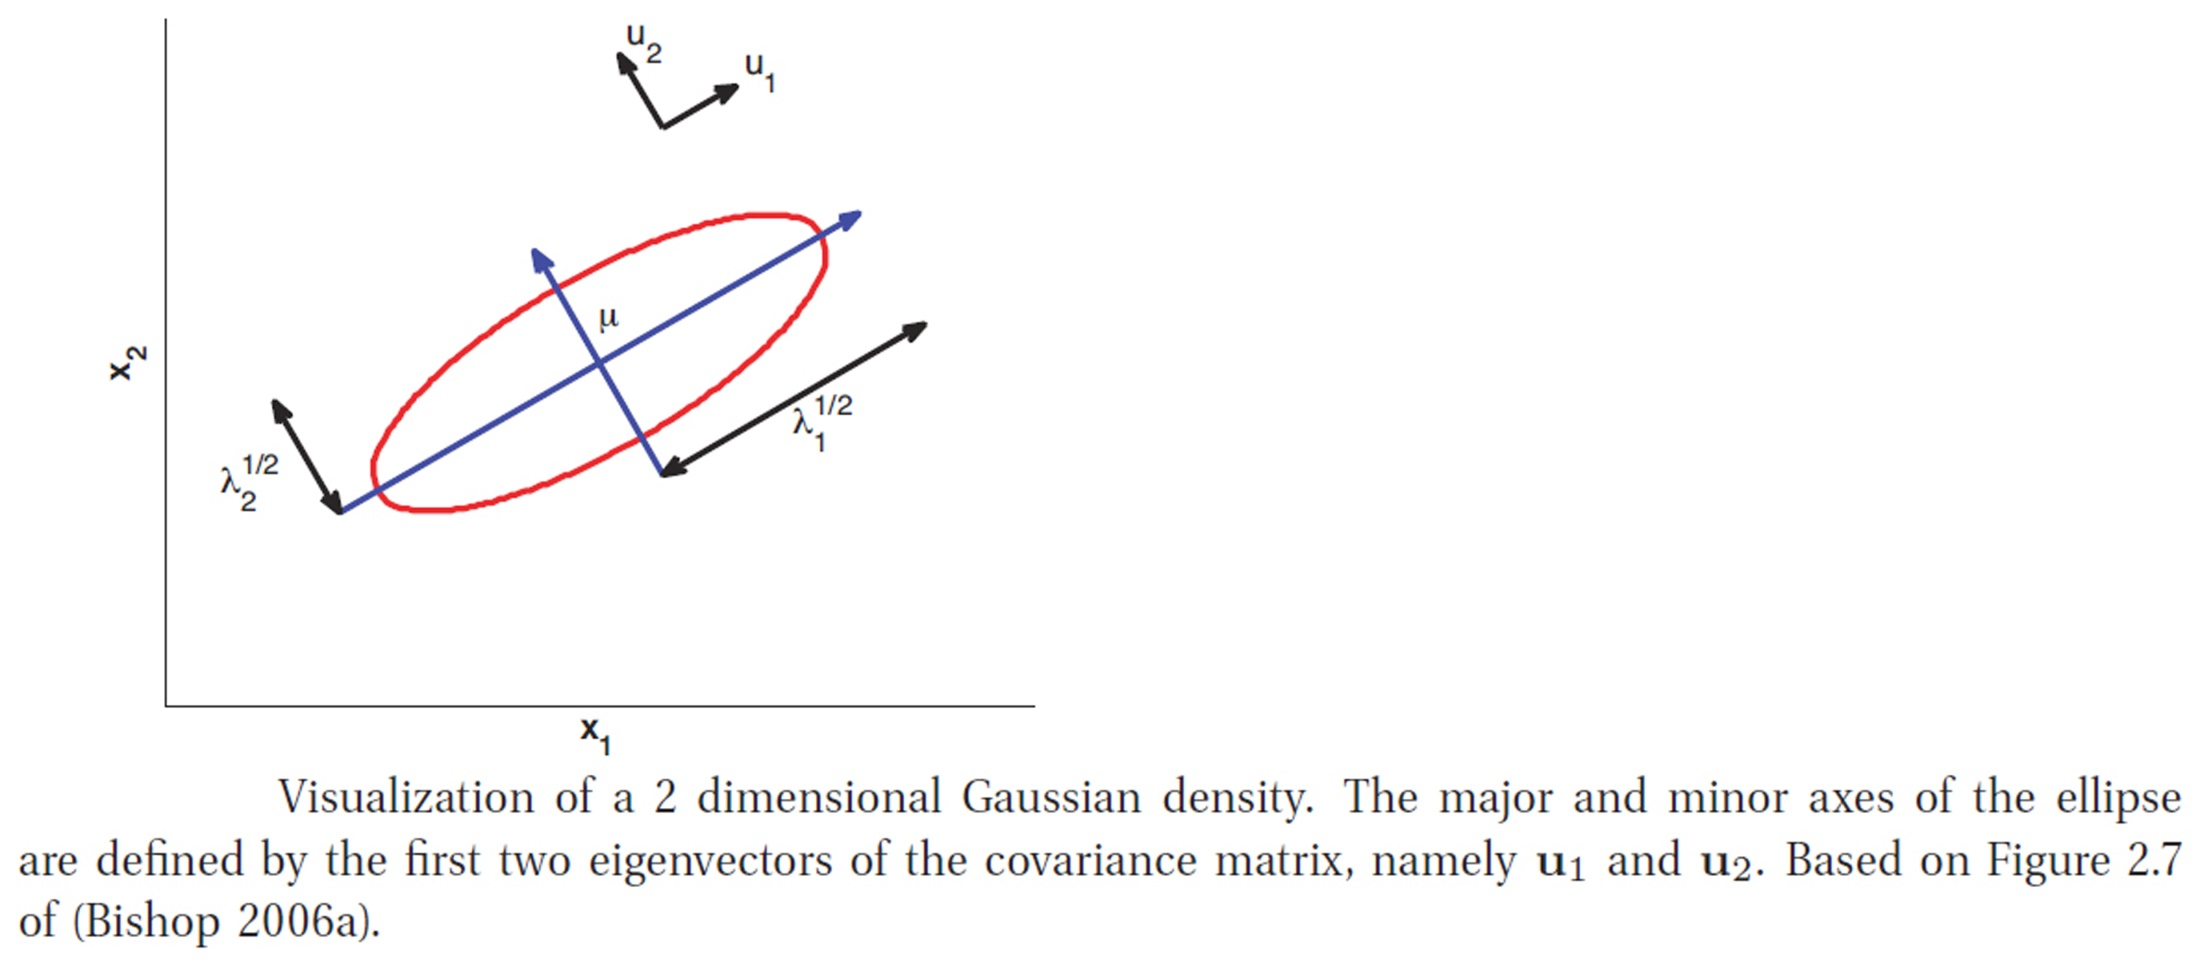 u2
u1
μ
x2
λ1^1/2
λ2^1/2
x1
Visualization of a 2 dimensional Gaussian density. The major and minor axes of the ellipse
are defined by the first two eigenvectors of the covariance matrix, namely u1 and u2. Based on Figure 2.7
of (Bishop 2006a).